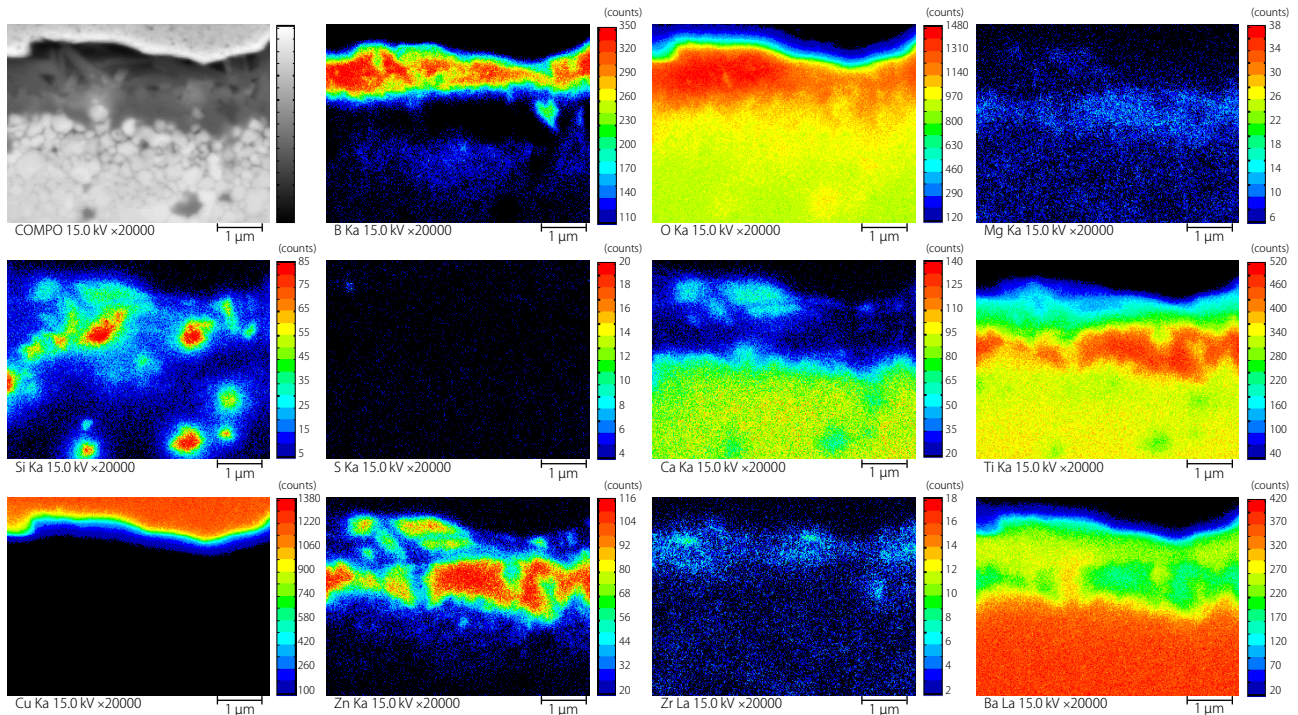 (counts)
(counts)
(counts)
350
320
290
260
230
200
170
140
110
1480
1310
1140
970
800
630
460
290
120
38
34
30
26
22
18
14
10
6
COMPO 15.0 kV ×20000
1 μm
B Ka 15.0 kV ×20000
1 μm
O Ka 15.0 kV ×20000
1 μm
Mg Ka 15.0 kV ×20000
1 μm
(counts)
(counts)
(counts)
(counts)
85
75
65
55
45
35
25
15
5
20
18
16
14
12
10
8
6
4
140
125
110
95
80
65
50
35
20
520
460
400
340
280
220
160
100
40
Si Ka 15.0 kV ×20000
1 μm
S Ka 15.0 kV ×20000
1 μm
Ca Ka 15.0 kV ×20000
1 μm
Ti Ka 15.0 kV ×20000
1 μm
(counts)
(counts)
(counts)
(counts)
1380
1220
1060
900
740
580
420
260
100
116
104
92
80
68
56
44
32
20
18
16
14
12
10
8
6
4
2
420
370
320
270
220
170
120
70
20
Cu Ka 15.0 kV ×20000
1 μm
Zn Ka 15.0 kV ×20000
1 μm
Zr La 15.0 kV ×20000
1 μm
Ba La 15.0 kV ×20000
1 μm